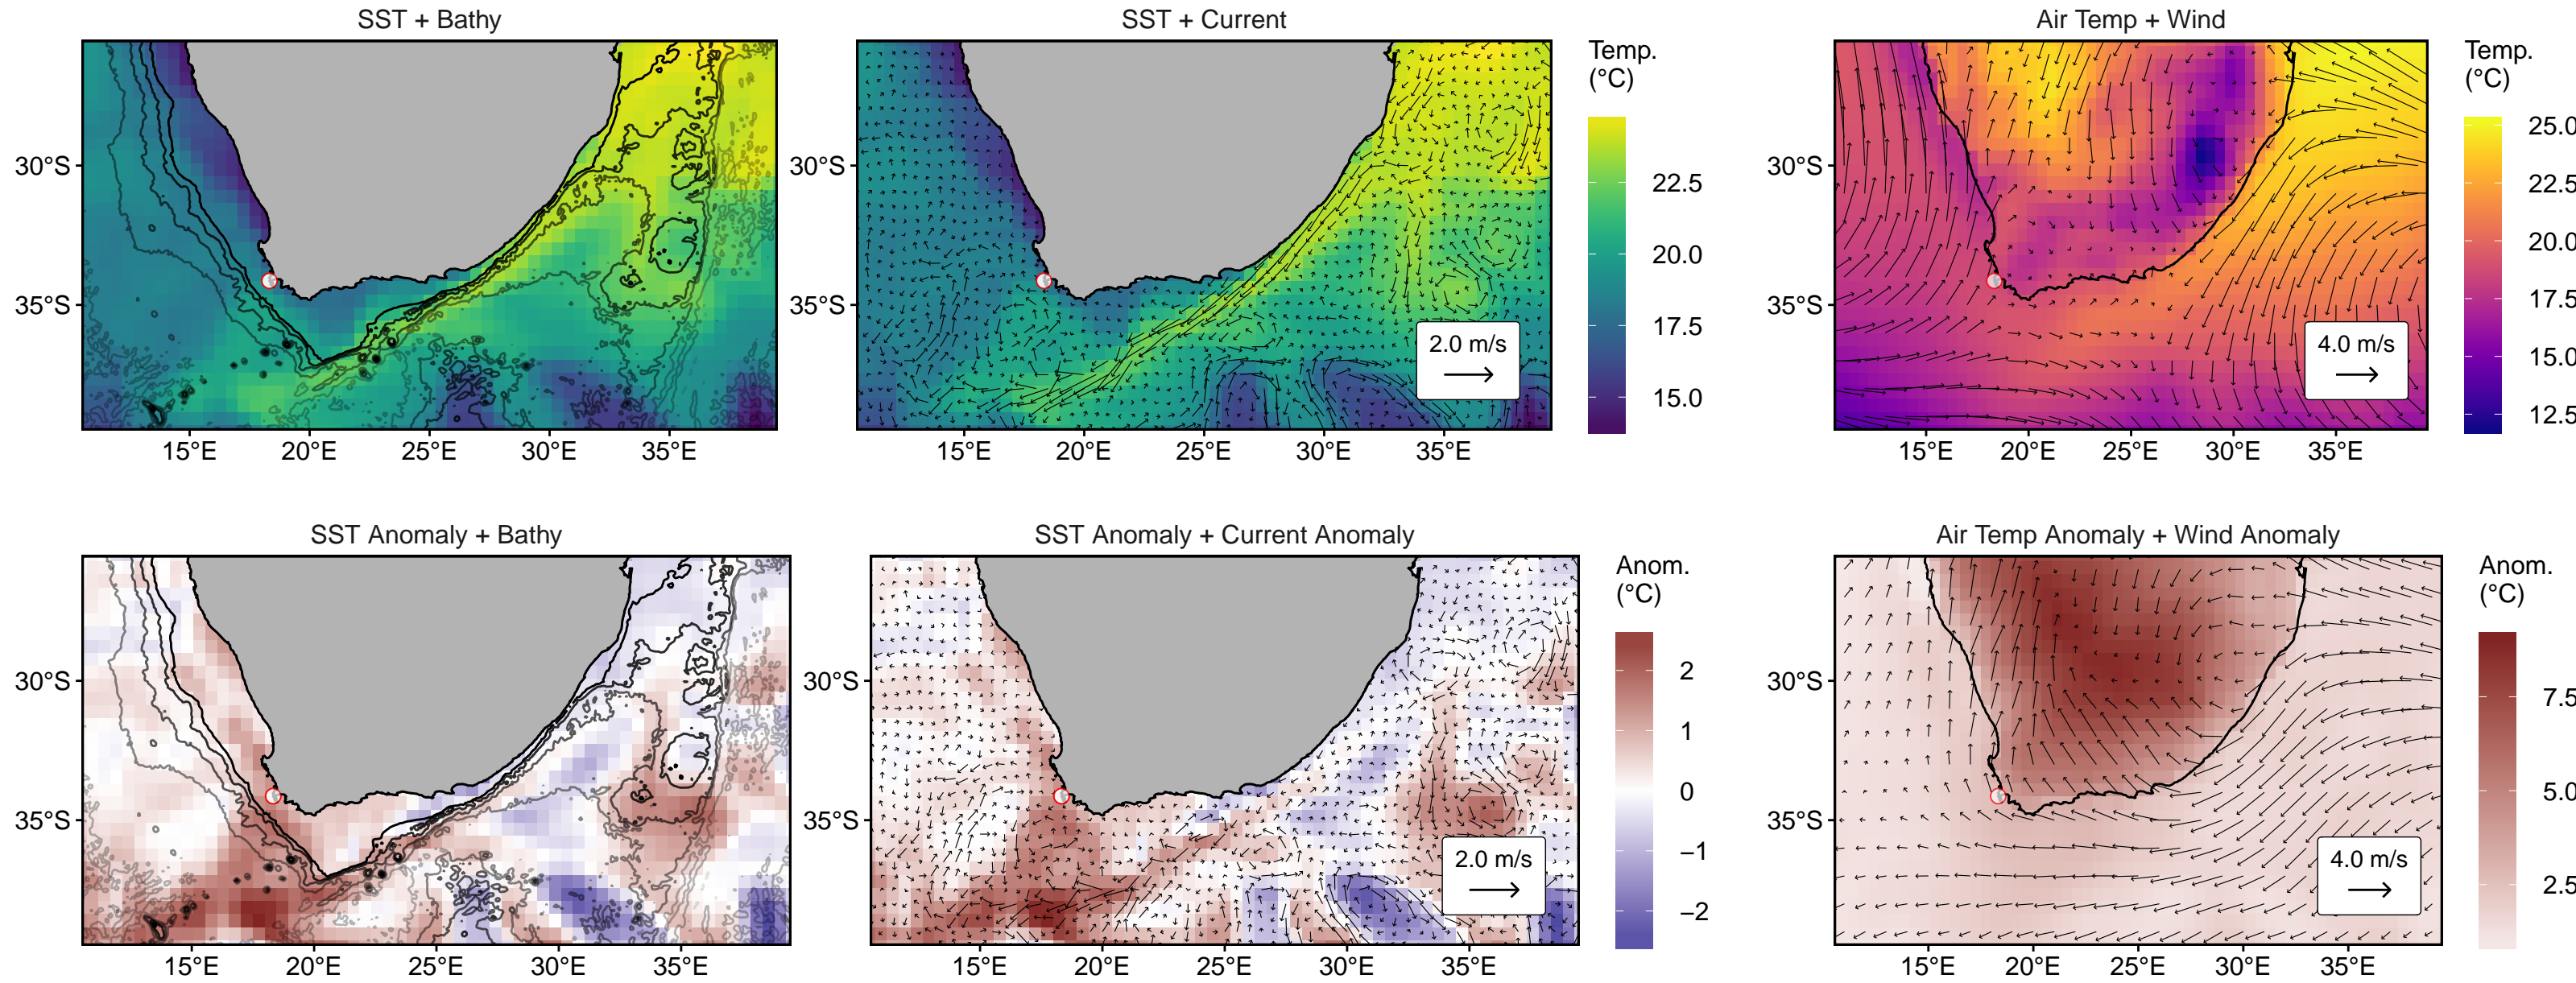 SST + Bathy
SST + Current
Air Temp + Wind
30°S
35°S
15°E 20°E 25°E 30°E 35°E
30°S
35°S
15°E 20°E 25°E 30°E 35°E
2.0 m/s
Temp.
(°C)
22.5
20.0
17.5
15.0
30°S
35°S
15°E 20°E 25°E 30°E 35°E
4.0 m/s
Temp.
(°C)
25.0
22.5
20.0
17.5
15.0
12.5
SST Anomaly + Bathy
SST Anomaly + Current Anomaly
Air Temp Anomaly + Wind Anomaly
30°S
35°S
15°E 20°E 25°E 30°E 35°E
30°S
35°S
15°E 20°E 25°E 30°E 35°E
2.0 m/s
Anom.
(°C)
2
1
0
−1
−2
30°S
35°S
15°E 20°E 25°E 30°E 35°E
4.0 m/s
Anom.
(°C)
7.5
5.0
2.5